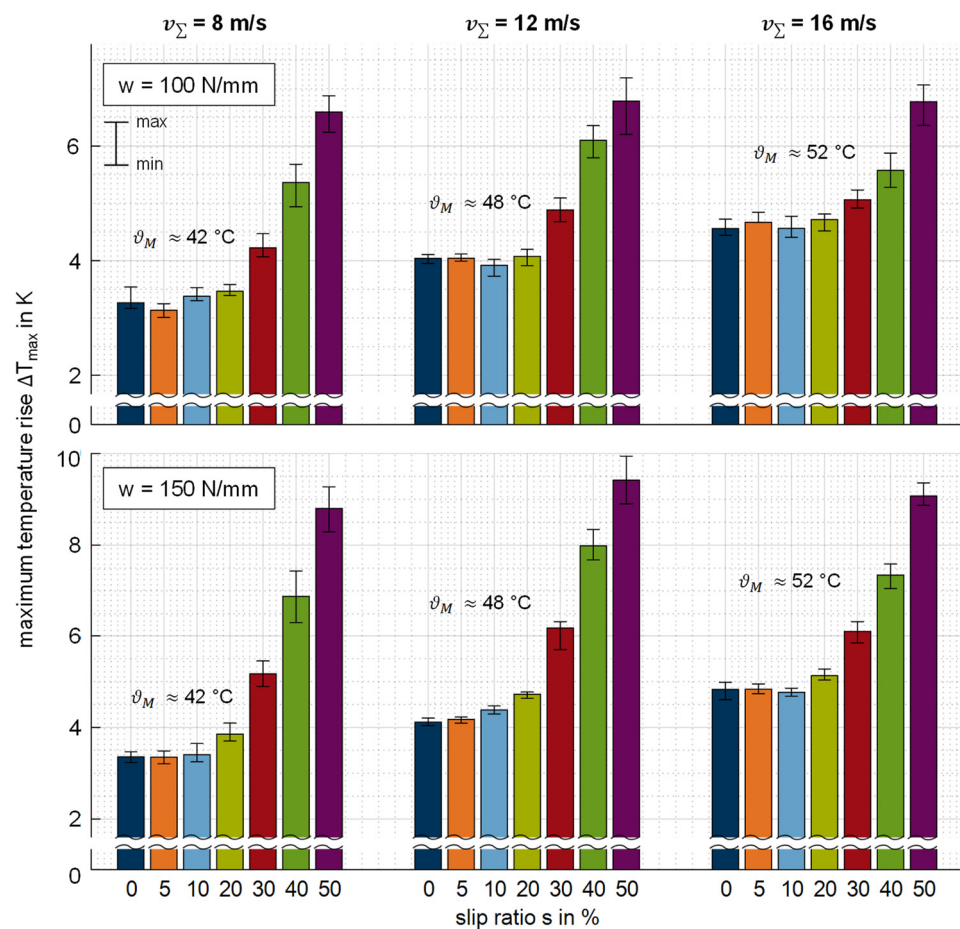 v_Σ = 8 m/s
v_Σ = 12 m/s
v_Σ = 16 m/s
w = 100 N/mm
max
min
ϑ_M ≈ 42 °C
ϑ_M ≈ 48 °C
ϑ_M ≈ 52 °C
6
4
2
0
maximum temperature rise ΔT_max in K
w = 150 N/mm
ϑ_M ≈ 42 °C
ϑ_M ≈ 48 °C
ϑ_M ≈ 52 °C
10
8
6
4
2
0
0 5 10 20 30 40 50
0 5 10 20 30 40 50
0 5 10 20 30 40 50
slip ratio s in %